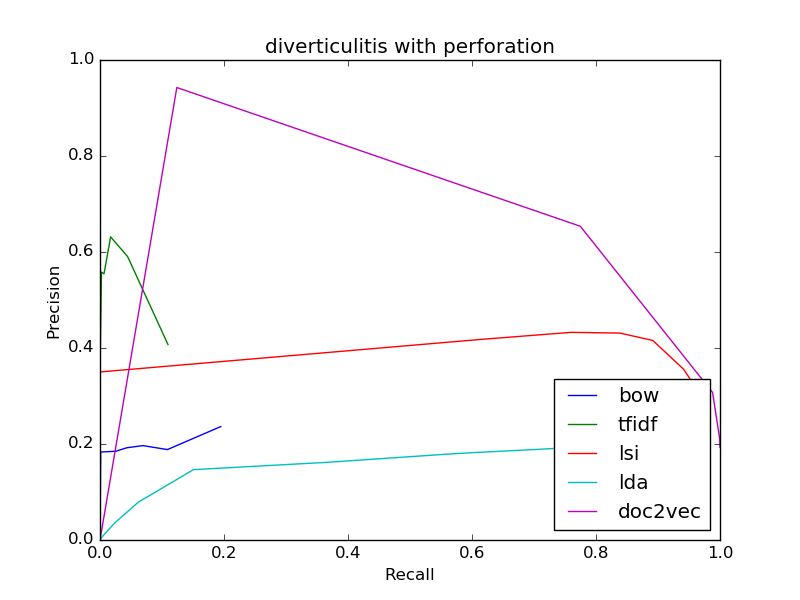 diverticulitis with perforation
1.0
0.8
0.6
0.4
0.2
0.0
Precision
bow
tfidf
lsi
lda
doc2vec
0.0 0.2 0.4 0.6 0.8 1.0
Recall